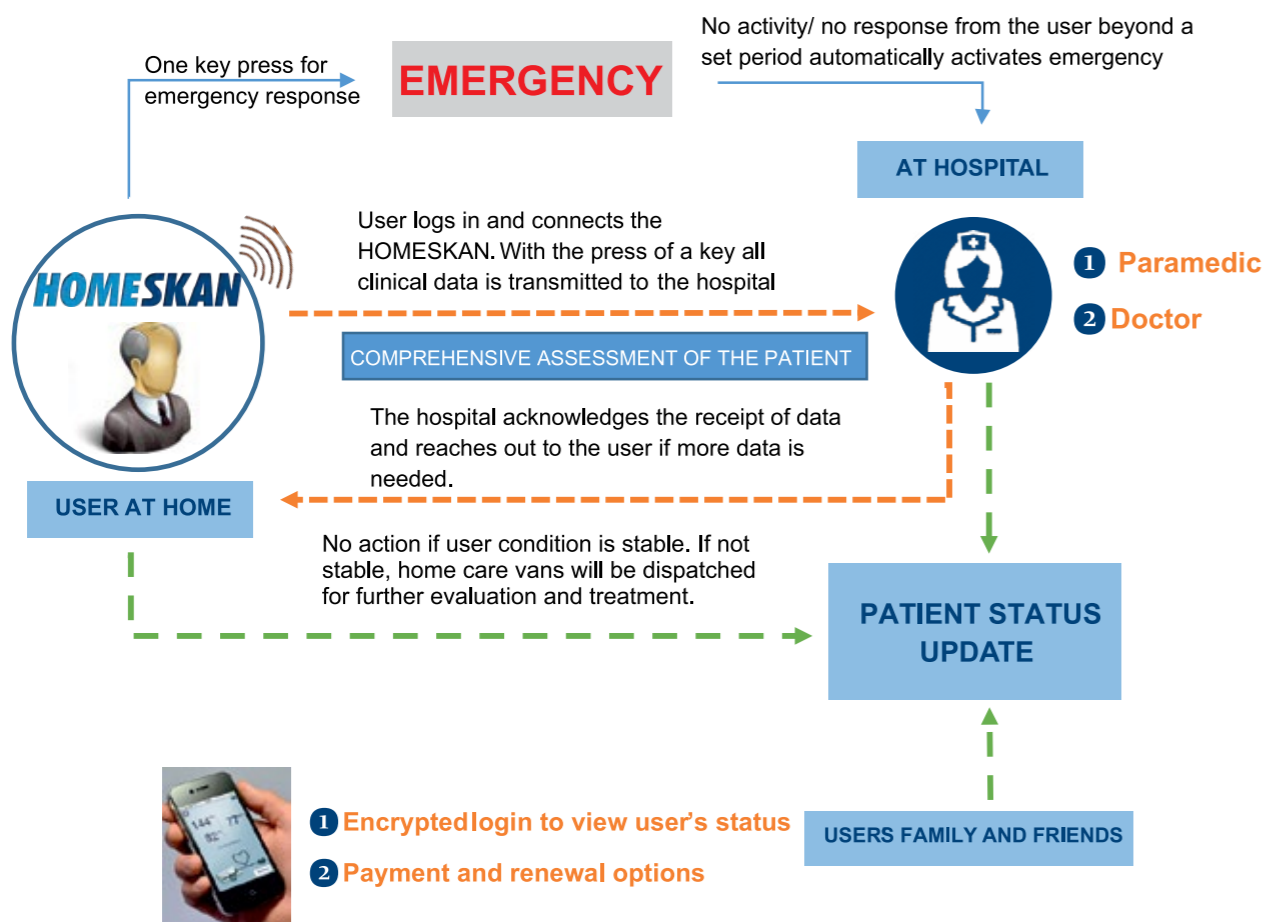 No activity/ no response from the user beyond a
set period automatically activates emergency
One key press for
emergency response
EMERGENCY
AT HOSPITAL
User logs in and connects the
HOMESKAN. With the press of a key all
clinical data is transmitted to the hospital
HOMESKAN
1 Paramedic
2 Doctor
COMPREHENSIVE ASSESSMENT OF THE PATIENT
The hospital acknowledges the receipt of data
and reaches out to the user if more data is
needed.
USER AT HOME
No action if user condition is stable. If not
stable, home care vans will be dispatched
for further evaluation and treatment.
PATIENT STATUS
UPDATE
144
77
1 Encryptedlogin to view user's status
2 Payment and renewal options
USERS FAMILY AND FRIENDS